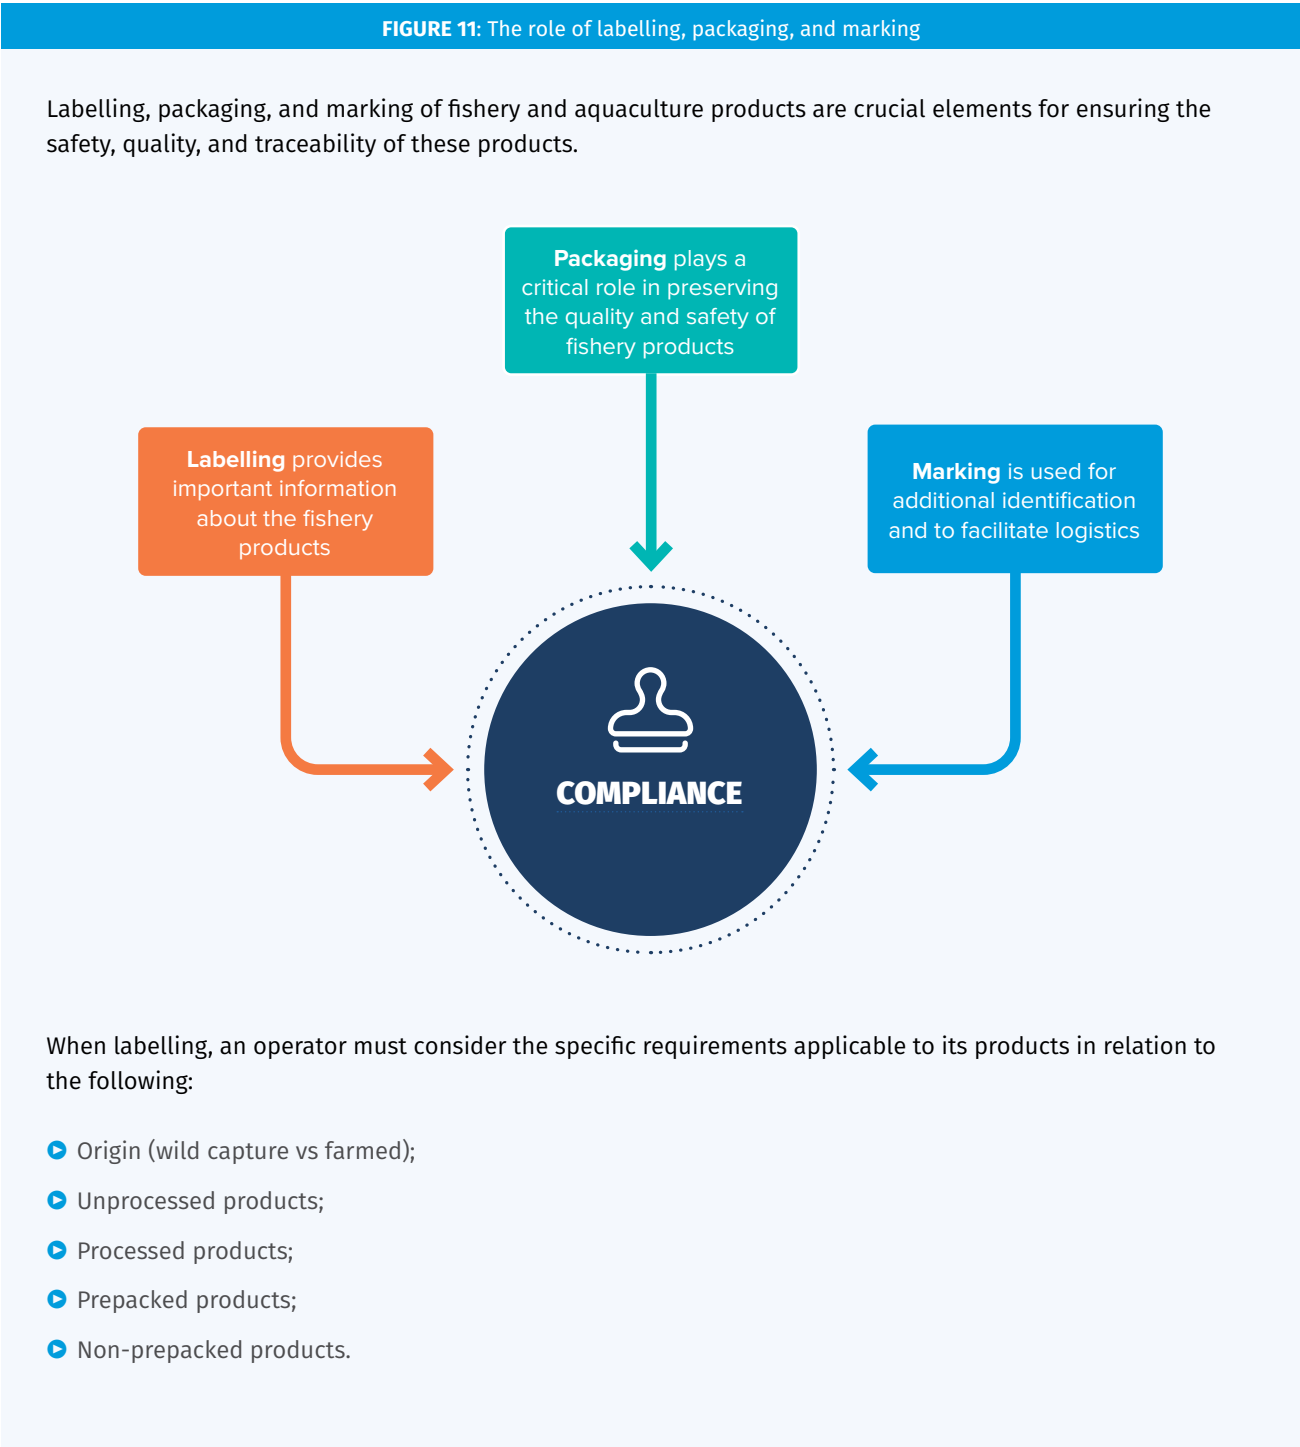 FIGURE 11: The role of labelling, packaging, and marking
Labelling, packaging, and marking of fishery and aquaculture products are crucial elements for ensuring the
safety, quality, and traceability of these products.
Packaging plays a
critical role in preserving
the quality and safety of
fishery products
Labelling provides
important information
about the fishery
products
Marking is used for
additional identification
and to facilitate logistics
COMPLIANCE
When labelling, an operator must consider the specific requirements applicable to its products in relation to
the following:
Origin (wild capture vs farmed);
Unprocessed products;
Processed products;
Prepacked products;
Non-prepacked products.